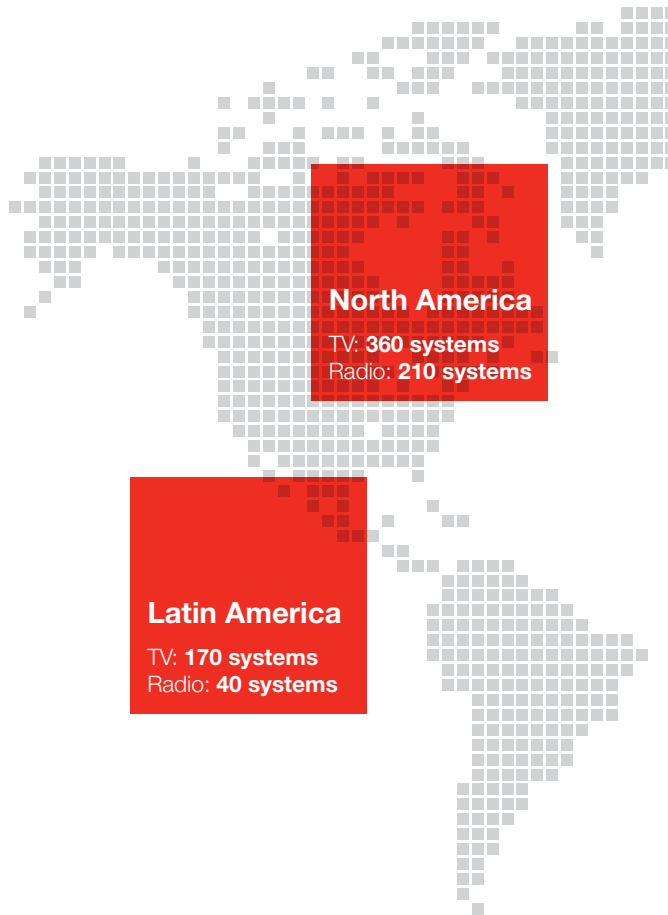 North America
TV: 360 systems
Radio: 210 systems
Latin America
TV: 170 systems
Radio: 40 systems